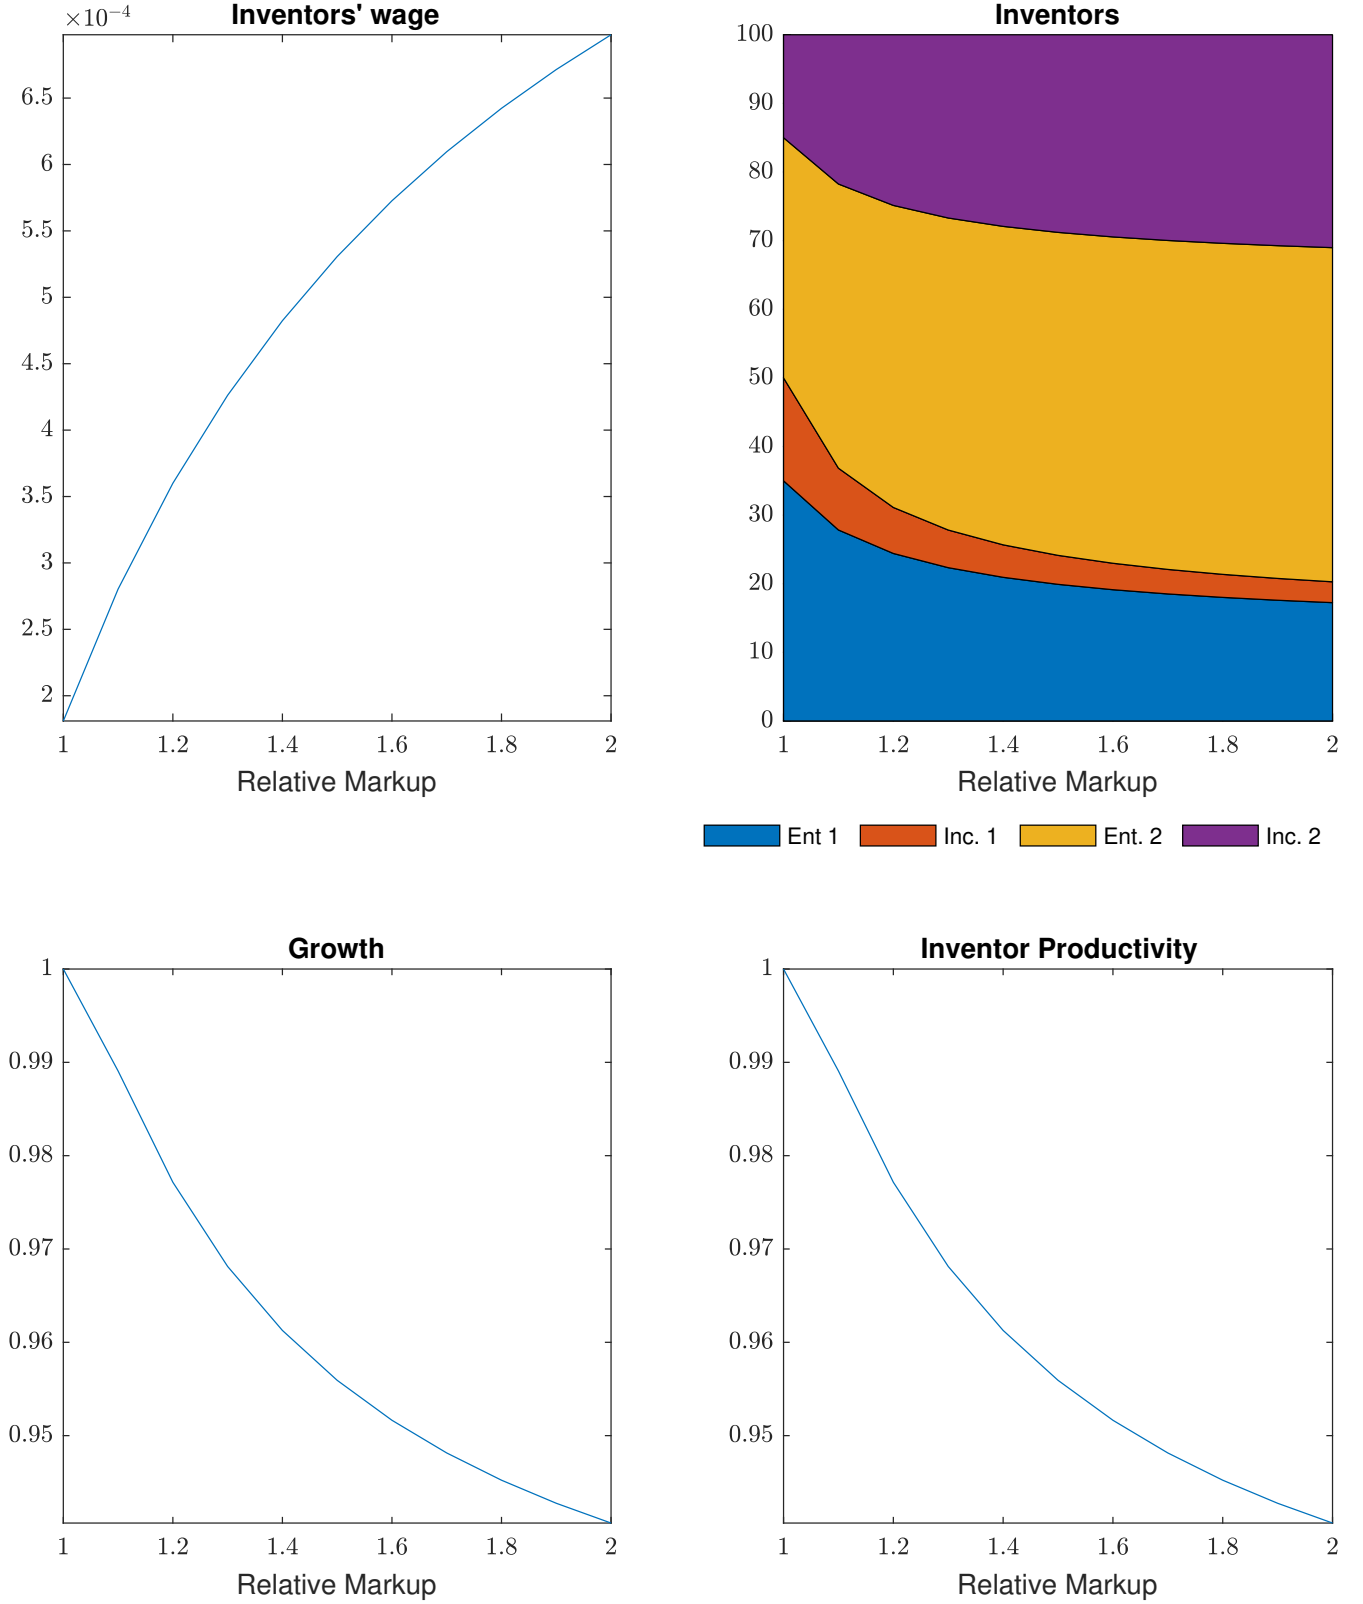 Inventors' wage
×10⁻⁴
6.5
6
5.5
5
4.5
4
3.5
3
2.5
2
1 1.2 1.4 1.6 1.8 2
Relative Markup
Inventors
100
90
80
70
60
50
40
30
20
10
0
1 1.2 1.4 1.6 1.8 2
Relative Markup
Ent 1 Inc. 1 Ent. 2 Inc. 2
Growth
1
0.99
0.98
0.97
0.96
0.95
1 1.2 1.4 1.6 1.8 2
Relative Markup
Inventor Productivity
1
0.99
0.98
0.97
0.96
0.95
1 1.2 1.4 1.6 1.8 2
Relative Markup